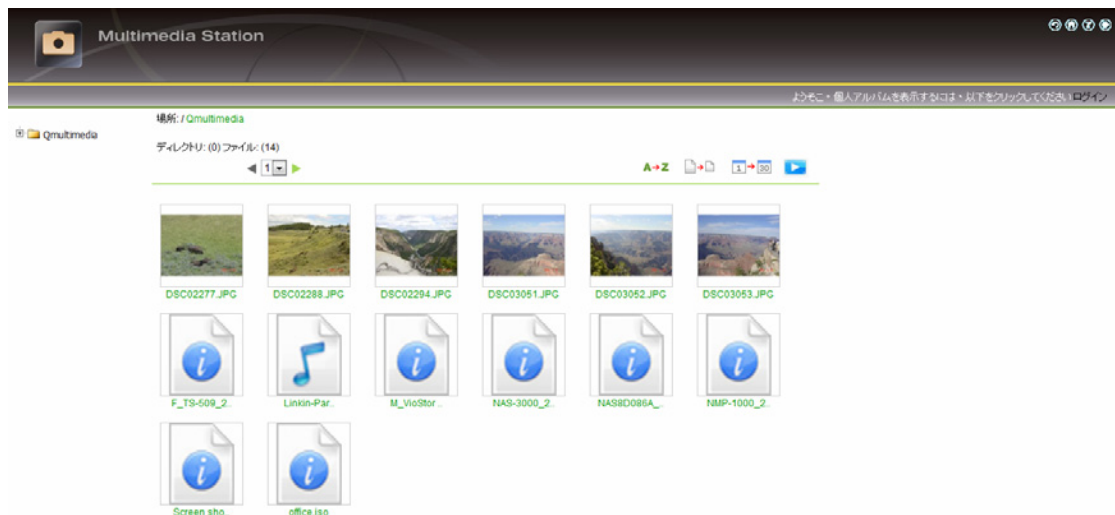 Multimedia Station
ようそこ・個人アルバムを表示するには・以下をクリックしてください ログイン
場所: / Qmultimedia
Qmultimedia
ディレクトリ: (0) ファイル: (14)
1
A→Z
1→30
DSC02277.JPG DSC02288.JPG DSC02294.JPG DSC03051.JPG DSC03052.JPG DSC03053.JPG
F_TS-509_2.. Linkin-Par.. M_VioStor .. NAS-3000_2.. NAS8D086A_.. NMP-1000_2..
Screen sho.. office.iso